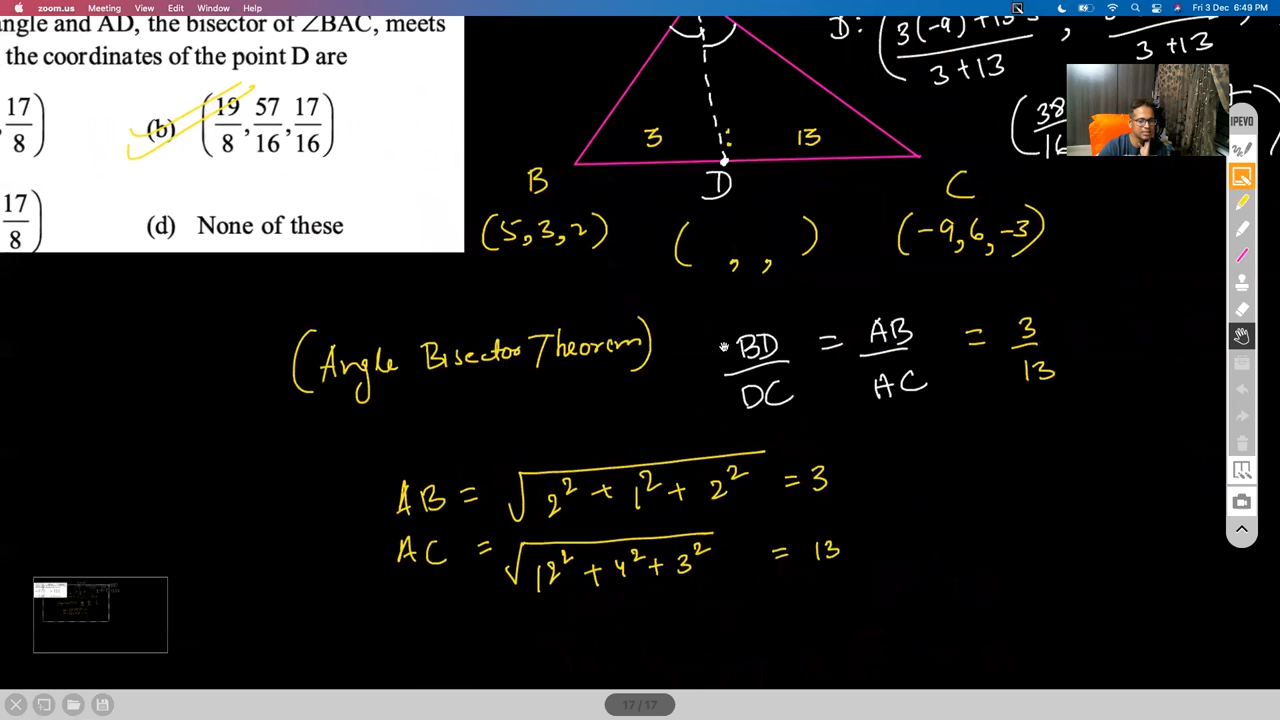 zoom.us Meeting View Edit Window Help Fri 3 Dec 6:49 PM
angle and AD, the bisector of ∠BAC, meets
the coordinates of the point D are
17/8) (b) (19/8, 57/16, 17/16)
17/8) (d) None of these
D: (3(-9)+13·5 / 3+13, / 3+13
(38/16
IPEVO
3 : 13
B D C
(5,3,2) ( , , ) (-9,6,-3)
(Angle Bisector Theorem) BD/DC = AB/AC = 3/13
AB = √(2² + 1² + 2²) = 3
AC = √(12² + 4² + 3²) = 13
17 / 17